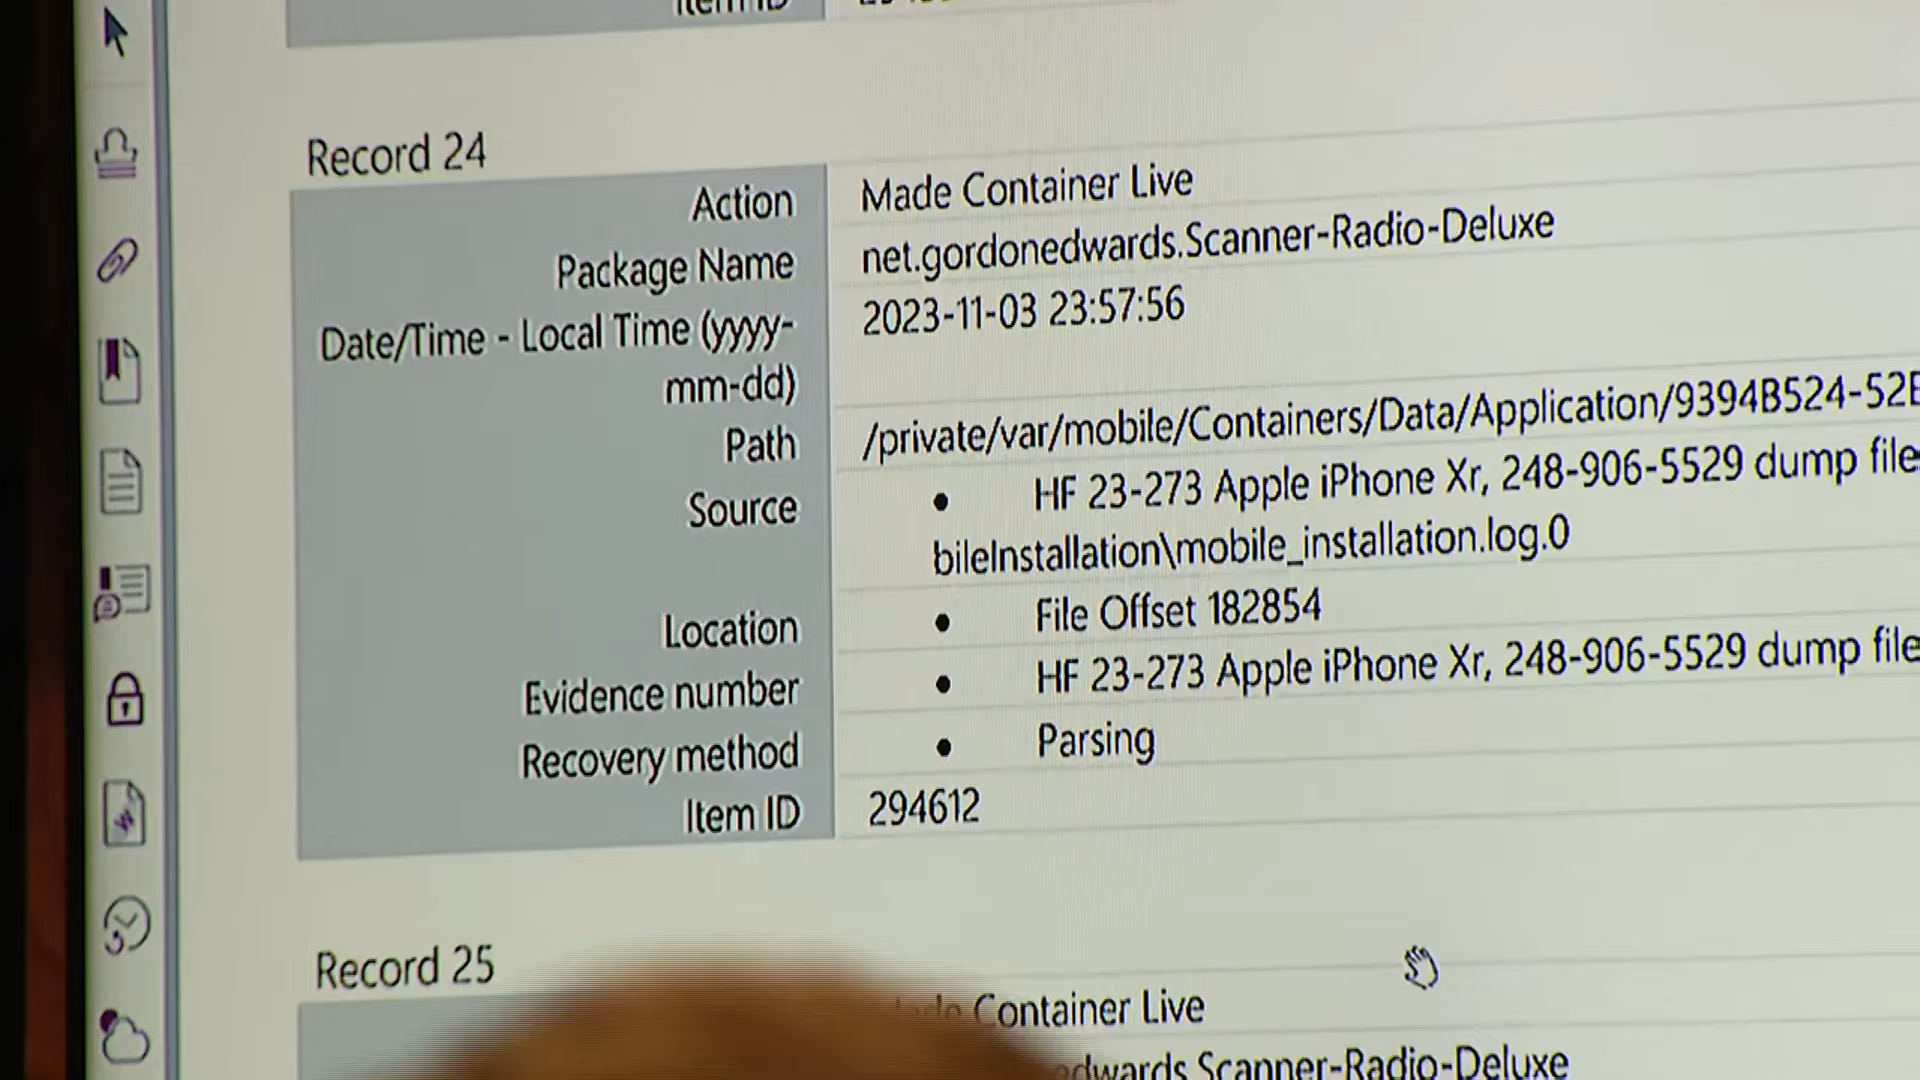 Item ID
Record 24
Action Made Container Live
Package Name net.gordonedwards.Scanner-Radio-Deluxe
Date/Time - Local Time (yyyy- 2023-11-03 23:57:56
mm-dd)
Path /private/var/mobile/Containers/Data/Application/9394B524-52
Source • HF 23-273 Apple iPhone Xr, 248-906-5529 dump file
bileInstallation\mobile_installation.log.0
Location • File Offset 182854
Evidence number • HF 23-273 Apple iPhone Xr, 248-906-5529 dump file
Recovery method • Parsing
Item ID 294612
Record 25
Container Live
dwards.Scanner-Radio-Deluxe